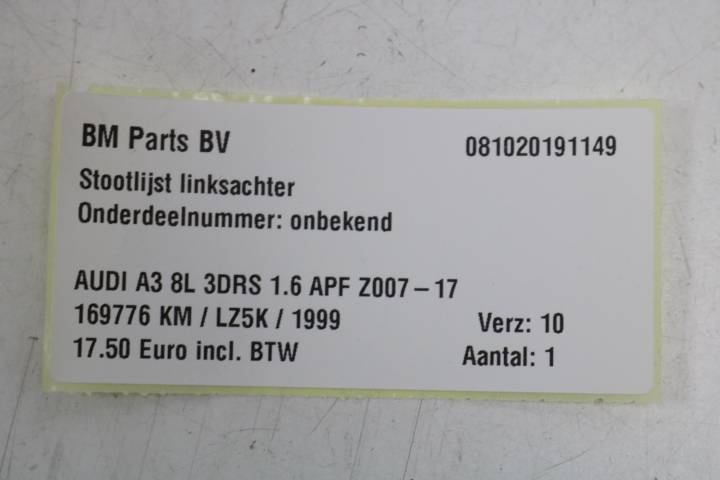 BM Parts BV 081020191149
Stootlijst linksachter
Onderdeelnummer: onbekend
AUDI A3 8L 3DRS 1.6 APF Z007 – 17
169776 KM / LZ5K / 1999 Verz: 10
17.50 Euro incl. BTW Aantal: 1